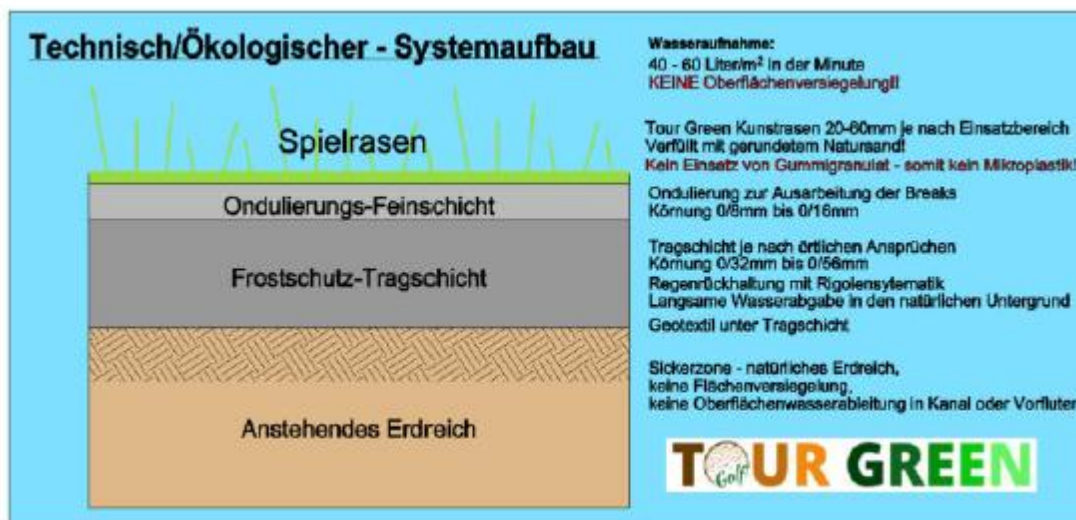 Technisch/Ökologischer - Systemaufbau
Spielrasen
Ondulierungs-Feinschicht
Frostschutz-Tragschicht
Anstehendes Erdreich
Wasseraufnahme:
40 - 60 Liter/m² in der Minute
KEINE Oberflächenversiegelung!!
Tour Green Kunstrasen 20-60mm je nach Einsatzbereich
Verfüllt mit gerundetem Natursand!
Kein Einsatz von Gummigranulat - somit kein Mikroplastik!
Ondulierung zur Ausarbeitung der Breaks
Körnung 0/8mm bis 0/16mm
Tragschicht je nach örtlichen Ansprüchen
Körnung 0/32mm bis 0/56mm
Regenrückhaltung mit Rigolensytematik
Langsame Wasserabgabe in den natürlichen Untergrund
Geotextil unter Tragschicht
Sickerzone - natürliches Erdreich,
keine Flächenversiegelung,
keine Oberflächenwasserableitung in Kanal oder Vorfluter
TOUR GREEN
Golf